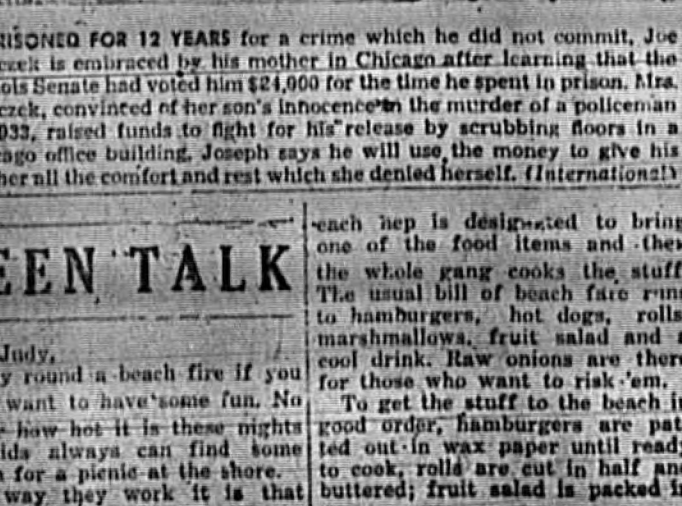 RISONED FOR 12 YEARS for a crime which he did not commit, Joe
czek is embraced by his mother in Chicago after learning that the
ois Senate had voted him $24,000 for the time he spent in prison. Mrs.
czek, convinced of her son's innocence in the murder of a policeman
033, raised funds to fight for his release by scrubbing floors in a
ago office building. Joseph says he will use the money to give his
her all the comfort and rest which she denied herself. (International)
EEN TALK
Judy,
y round a beach fire if you
want to have some fun. No
how hot it is these nights
ids always can find some
for a picnic at the shore.
way they work it is that
each hep is designated to bring
one of the food items and then
the whole gang cooks the stuff
The usual bill of beach fare runs
to hamburgers, hot dogs, rolls
marshmallows, fruit salad and a
cool drink. Raw onions are there
for those who want to risk 'em.
To get the stuff to the beach i
good order, hamburgers are pat
ted out in wax paper until ready
to cook, rolls are cut in half an
buttered; fruit salad is packed i